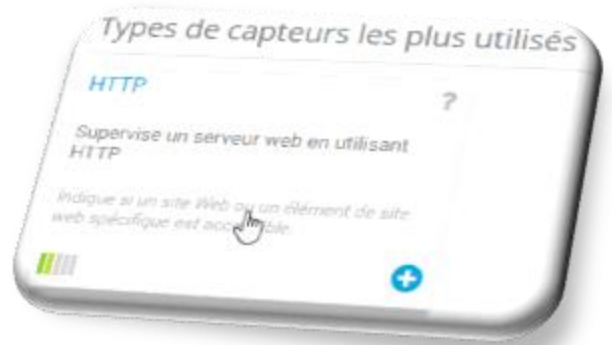 Types de capteurs les plus utilisés
HTTP
?
Supervise un serveur web en utilisant
HTTP
Indique si un site Web ou un élément de site
web spécifique est accessible.